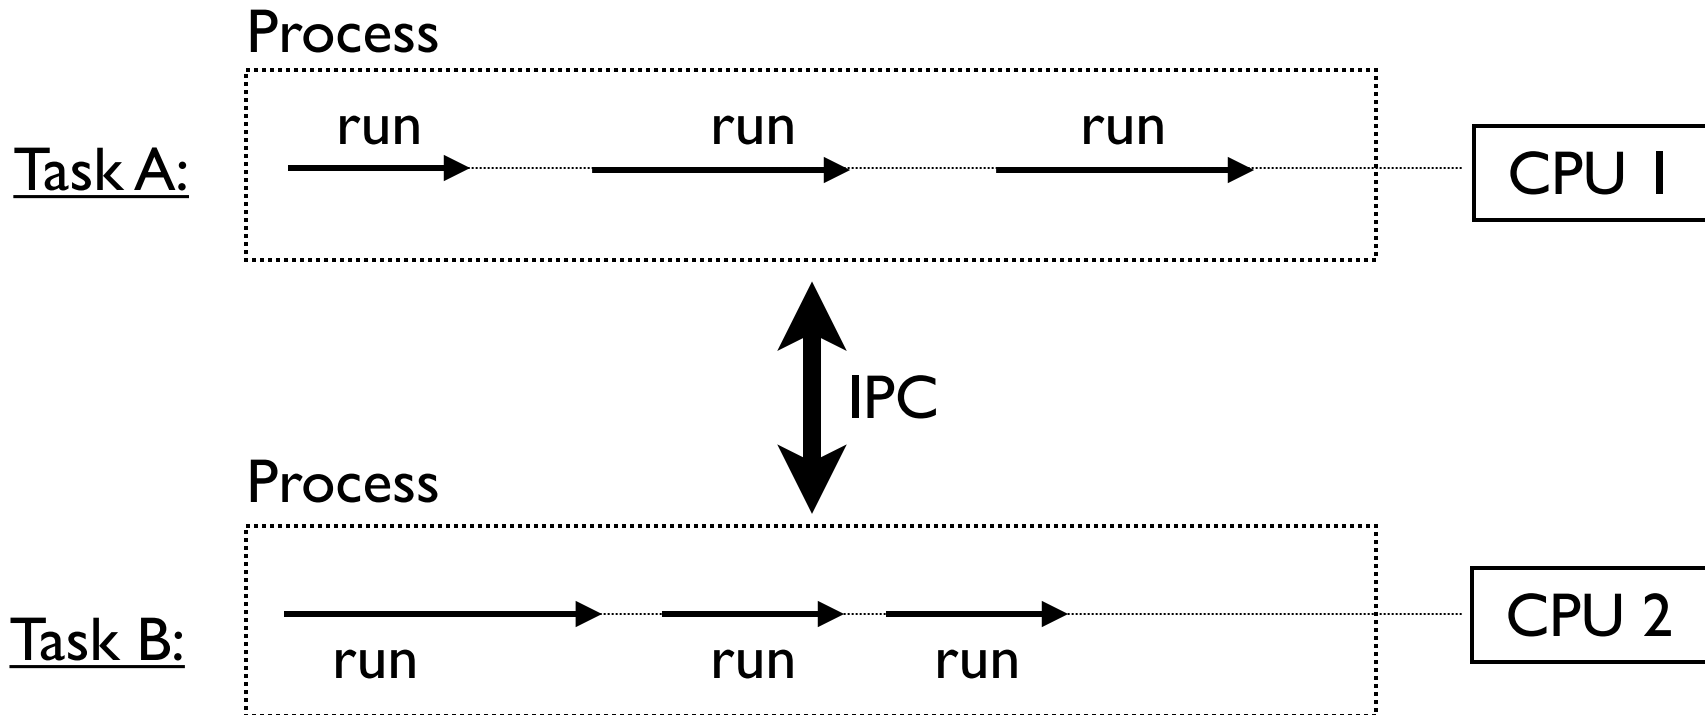 Process
run run run
Task A:
CPU 1
IPC
Process
CPU 2
Task B:
run run run